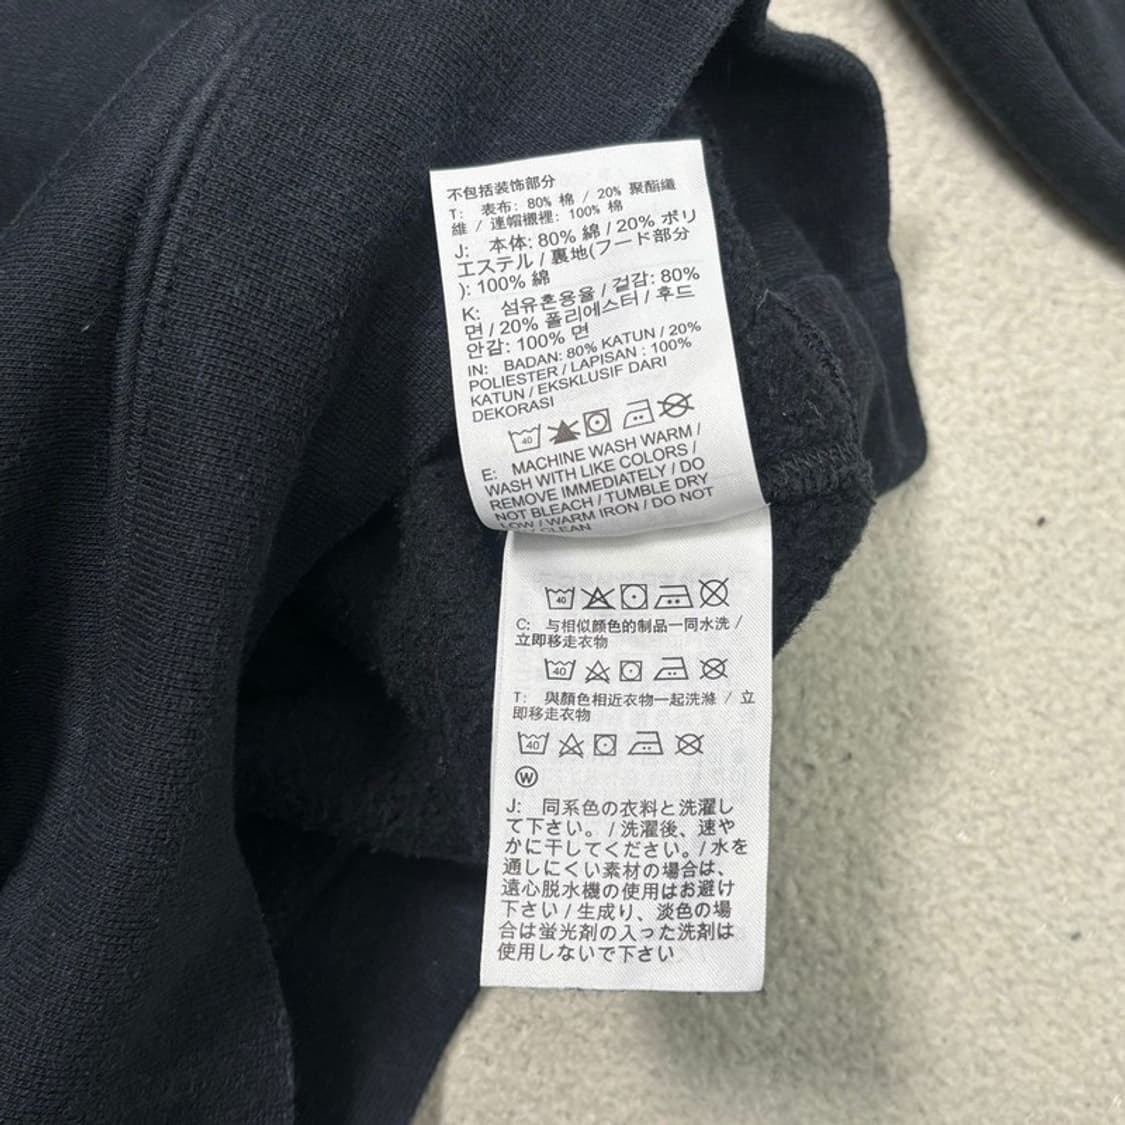 不包括装饰部分
T: 表布: 80% 棉 / 20% 聚酯纖
維 / 連帽襯裡: 100% 棉
J: 本体: 80% 綿 / 20% ポリ
エステル / 裏地(フード部分
): 100% 綿
K: 섬유혼용율 / 겉감: 80%
면 / 20% 폴리에스터 / 후드
안감: 100% 면
IN: BADAN: 80% KATUN / 20%
POLIESTER / LAPISAN : 100%
KATUN / EKSKLUSIF DARI
DEKORASI
40
E: MACHINE WASH WARM /
WASH WITH LIKE COLORS /
REMOVE IMMEDIATELY / DO
NOT BLEACH / TUMBLE DRY
LOW / WARM IRON / DO NOT
CLEAN
40
C: 与相似颜色的制品一同水洗 /
立即移走衣物
40
T: 與顏色相近衣物一起洗滌 / 立
即移走衣物
40
W
J: 同系色の衣料と洗濯し
て下さい。/ 洗濯後、速や
かに干してください。/ 水を
通しにくい素材の場合は、
遠心脱水機の使用はお避け
下さい / 生成り、淡色の場
合は蛍光剤の入った洗剤は
使用しないで下さい